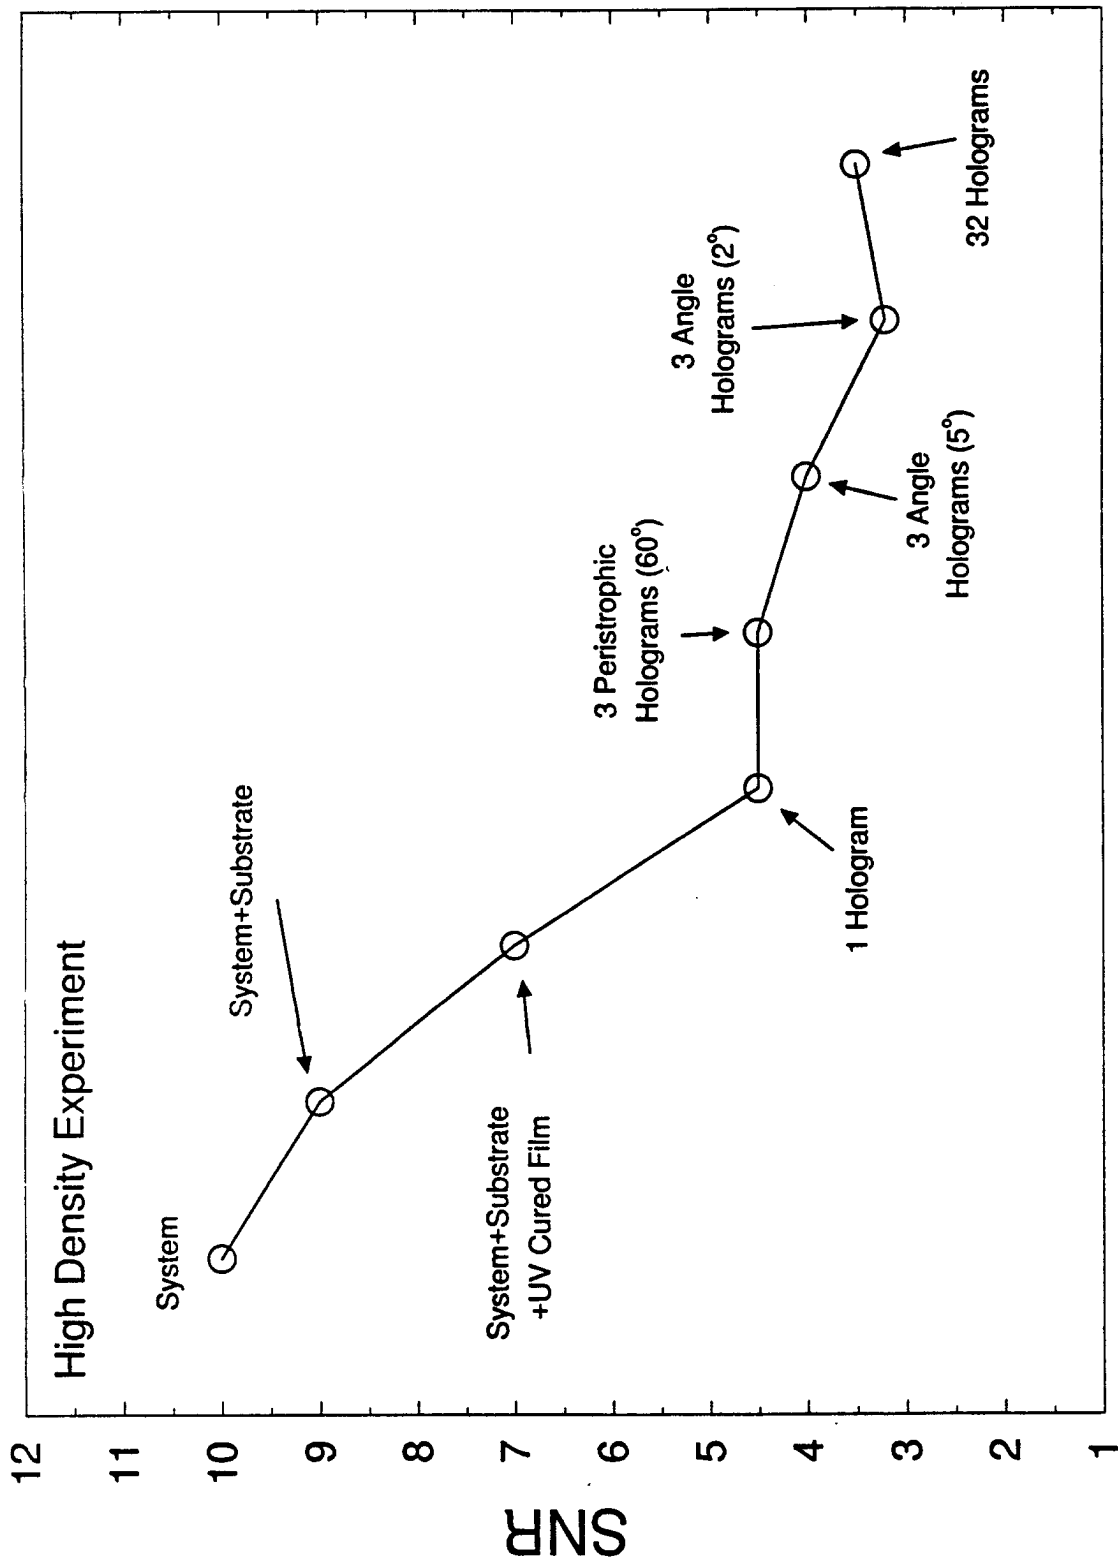 High Density Experiment
SNR
12
11
10
9
8
7
6
5
4
3
2
1
System
System+Substrate
System+Substrate
+UV Cured Film
1 Hologram
3 Peristrophic
Holograms (60°)
3 Angle
Holograms (5°)
3 Angle
Holograms (2°)
32 Holograms